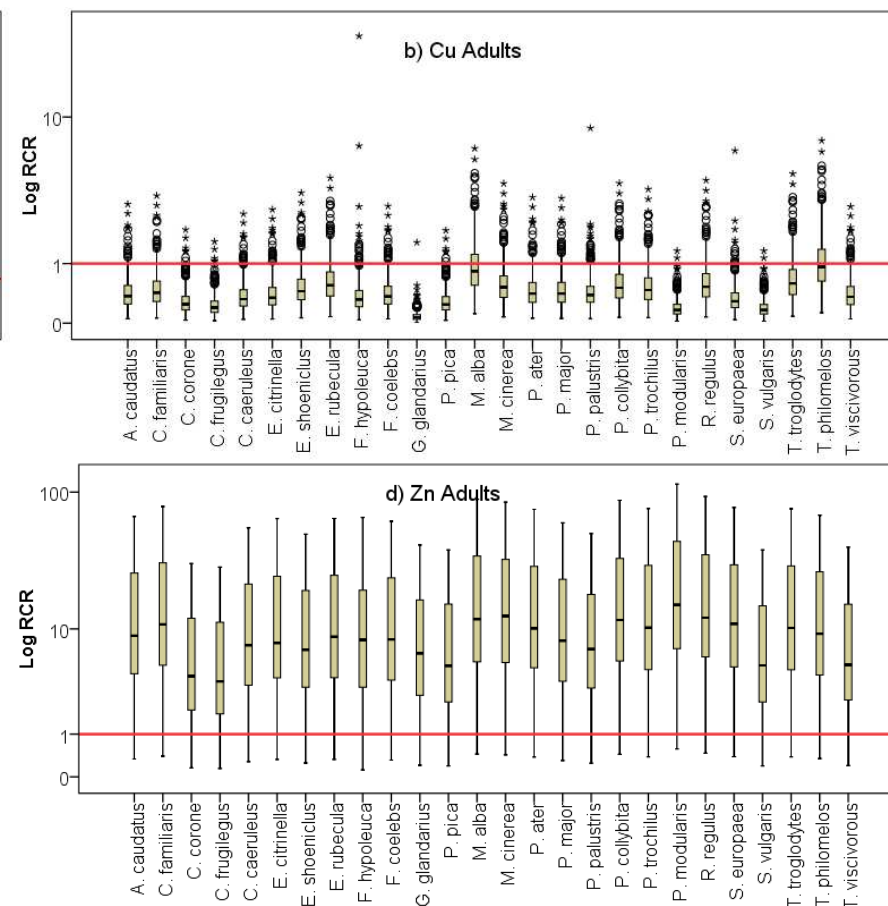 b) Cu Adults
Log RCR
10
1
0
A. caudatus
C. familiaris
C. corone
C. frugilegus
C. caeruleus
E. citrinella
E. shoeniclus
E. rubecula
F. hypoleuca
F. coelebs
G. glandarius
P. pica
M. alba
M. cinerea
P. ater
P. major
P. palustris
P. collybita
P. trochilus
P. modularis
R. regulus
S. europaea
S. vulgaris
T. troglodytes
T. philomelos
T. viscivorous
d) Zn Adults
Log RCR
100
10
1
0
A. caudatus
C. familiaris
C. corone
C. frugilegus
C. caeruleus
E. citrinella
E. shoeniclus
E. rubecula
F. hypoleuca
F. coelebs
G. glandarius
P. pica
M. alba
M. cinerea
P. ater
P. major
P. palustris
P. collybita
P. trochilus
P. modularis
R. regulus
S. europaea
S. vulgaris
T. troglodytes
T. philomelos
T. viscivorous